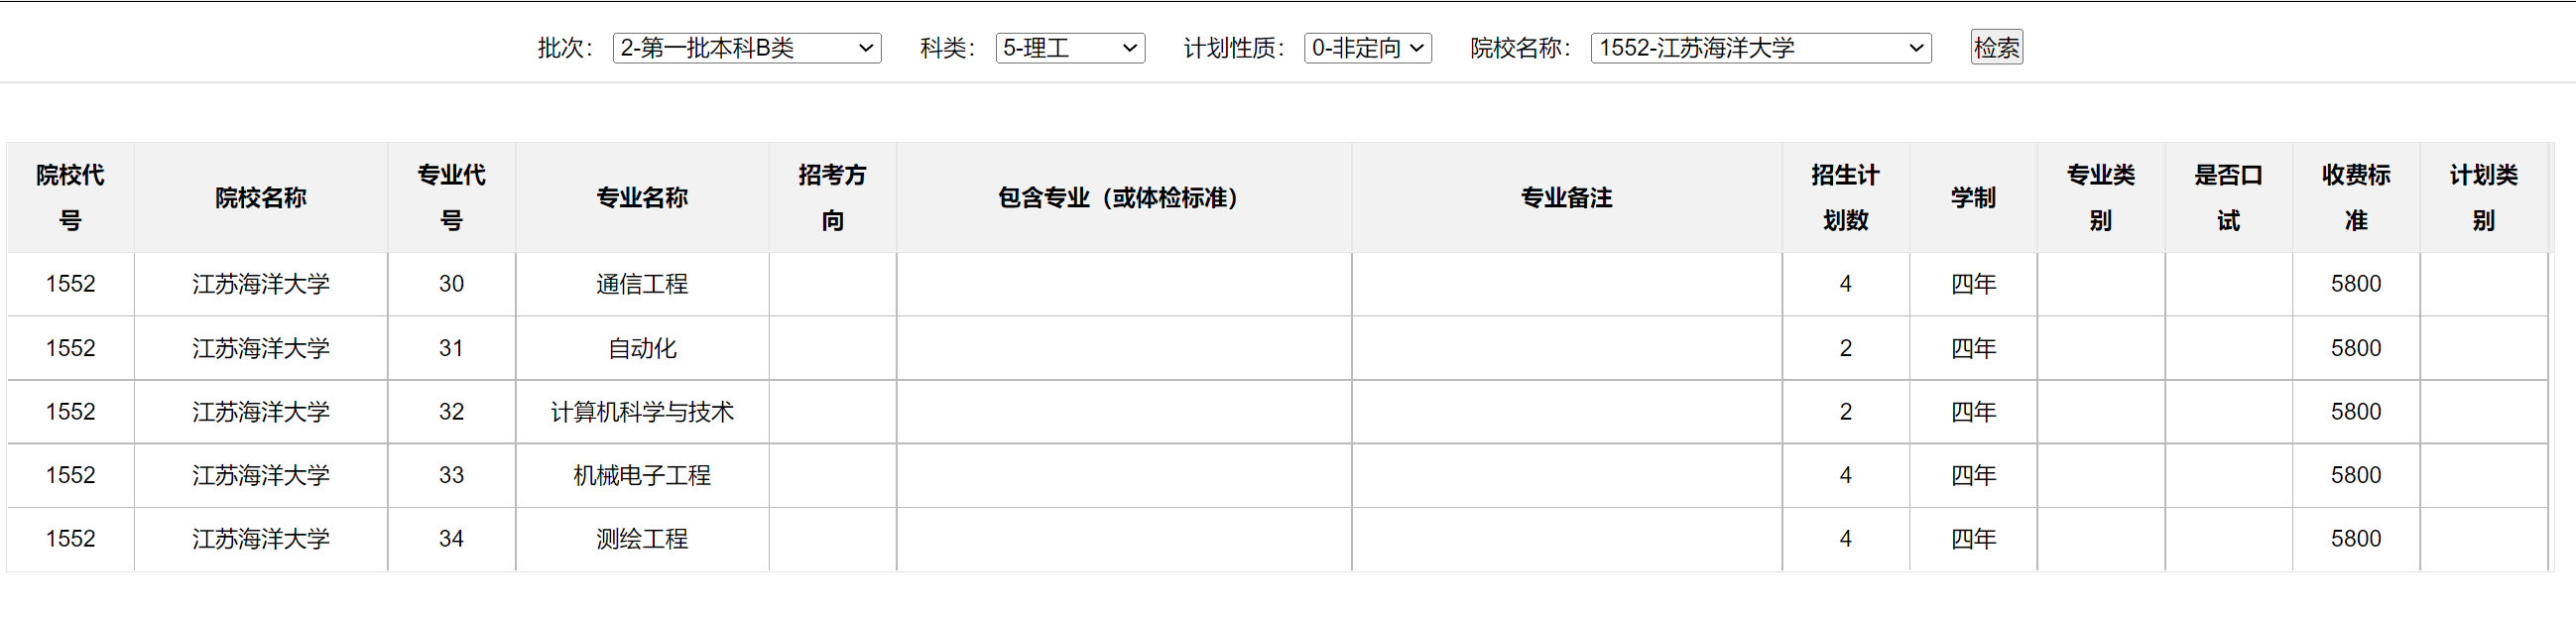 批次： 2-第一批本科B类 科类： 5-理工 计划性质： 0-非定向 院校名称： 1552-江苏海洋大学 检索
院校代号 院校名称 专业代号 专业名称 招考方向 包含专业（或体检标准） 专业备注 招生计划数 学制 专业类别 是否口试 收费标准 计划类别
1552 江苏海洋大学 30 通信工程 4 四年 5800
1552 江苏海洋大学 31 自动化 2 四年 5800
1552 江苏海洋大学 32 计算机科学与技术 2 四年 5800
1552 江苏海洋大学 33 机械电子工程 4 四年 5800
1552 江苏海洋大学 34 测绘工程 4 四年 5800